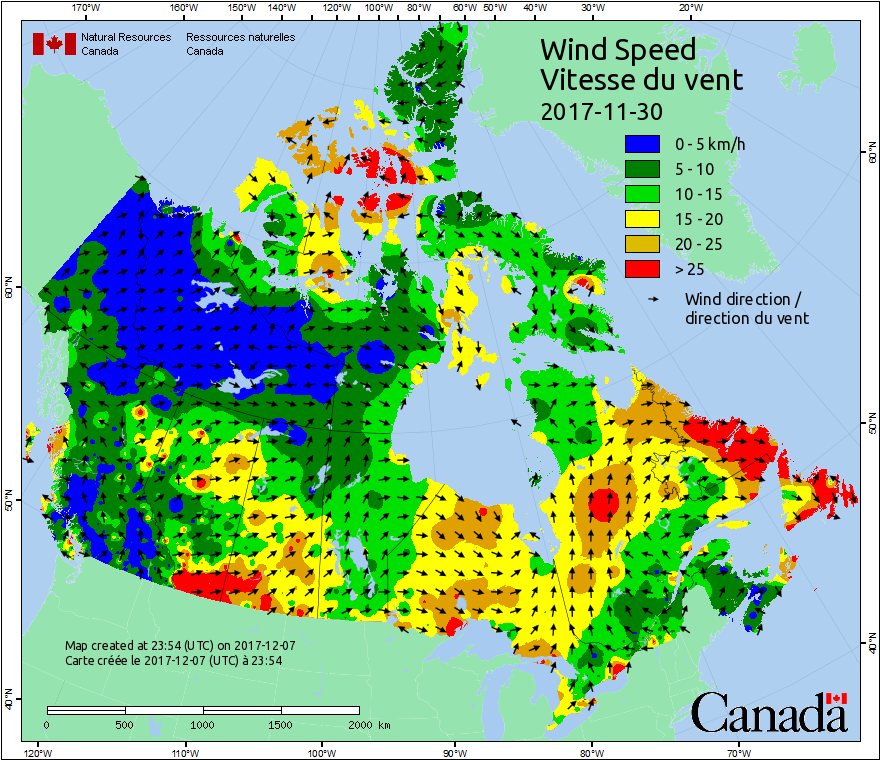 170°W 160°W 150°W 140°W 130°W 120°W 110°W 100°W 90°W 80°W 70°W 60°W 50°W 40°W 30°W 20°W
Natural Resources Ressources naturelles
Canada Canada
Wind Speed
Vitesse du vent
2017-11-30
0 - 5 km/h
5 - 10
10 - 15
15 - 20
20 - 25
> 25
Wind direction /
direction du vent
60°N 60°N
50°N 50°N
40°N 40°N
Map created at 23:54 (UTC) on 2017-12-07
Carte créée le 2017-12-07 (UTC) à 23:54
0 500 1000 1500 2000 km
Canada
120°W 110°W 100°W 90°W 80°W 70°W